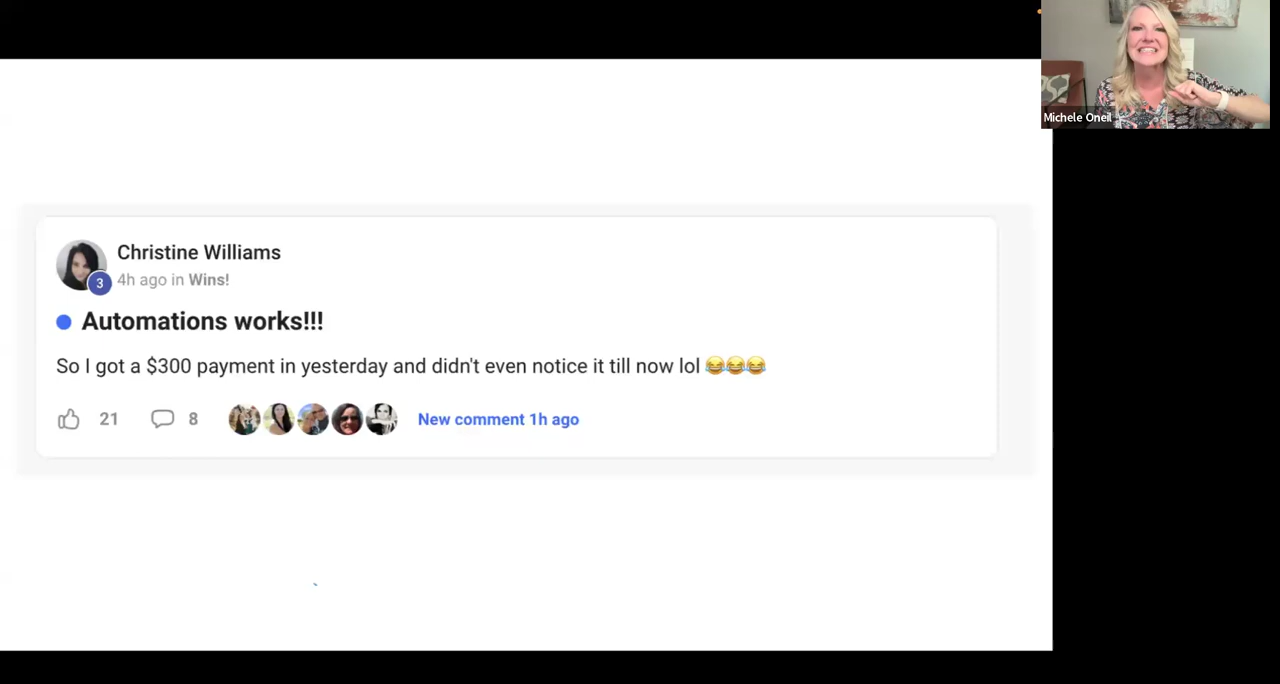 Michele Oneil
Christine Williams
3
4h ago in Wins!
Automations works!!!
So I got a $300 payment in yesterday and didn't even notice it till now lol 😂😂😂
21 8 New comment 1h ago